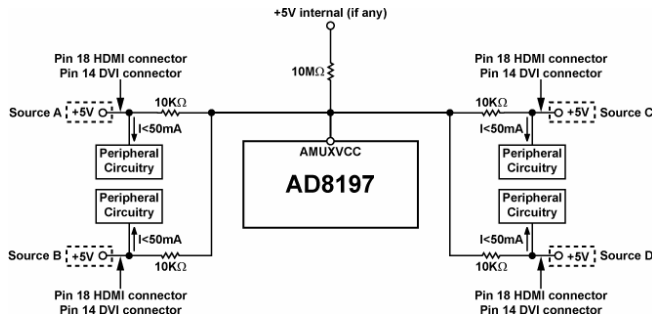 +5V internal (if any)
Pin 18 HDMI connector
Pin 14 DVI connector
10MΩ
Pin 18 HDMI connector
Pin 14 DVI connector
Source A
+5V
10KΩ
10KΩ
+5V
Source C
I<50mA
I<50mA
Peripheral
Circuitry
AMUXVCC
AD8197
Peripheral
Circuitry
Peripheral
Circuitry
Peripheral
Circuitry
I<50mA
I<50mA
Source B
+5V
10KΩ
10KΩ
+5V
Source D
Pin 18 HDMI connector
Pin 14 DVI connector
Pin 18 HDMI connector
Pin 14 DVI connector